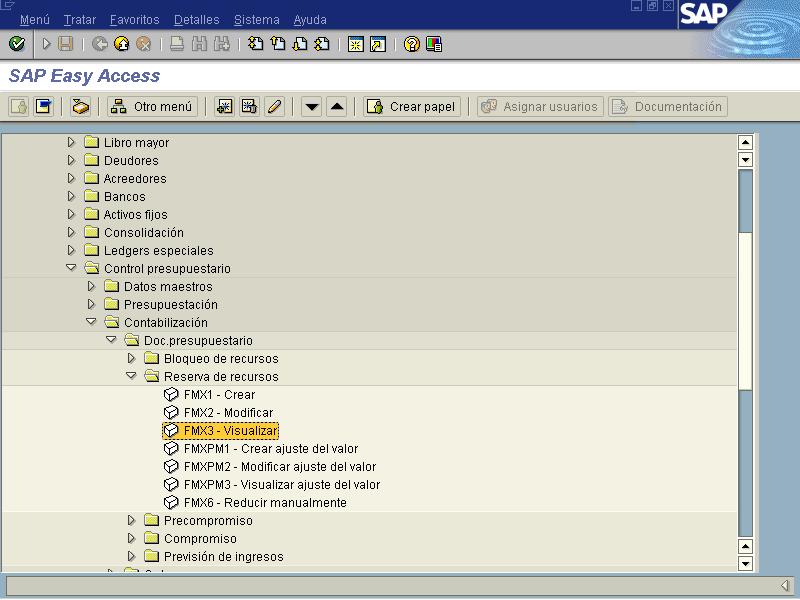 Menú Tratar Favoritos Detalles Sistema Ayuda
SAP
SAP Easy Access
Otro menú Crear papel Asignar usuarios Documentación
Libro mayor
Deudores
Acreedores
Bancos
Activos fijos
Consolidación
Ledgers especiales
Control presupuestario
Datos maestros
Presupuestación
Contabilización
Doc.presupuestario
Bloqueo de recursos
Reserva de recursos
FMX1 - Crear
FMX2 - Modificar
FMX3 - Visualizar
FMXPM1 - Crear ajuste del valor
FMXPM2 - Modificar ajuste del valor
FMXPM3 - Visualizar ajuste del valor
FMX6 - Reducir manualmente
Precompromiso
Compromiso
Previsión de ingresos